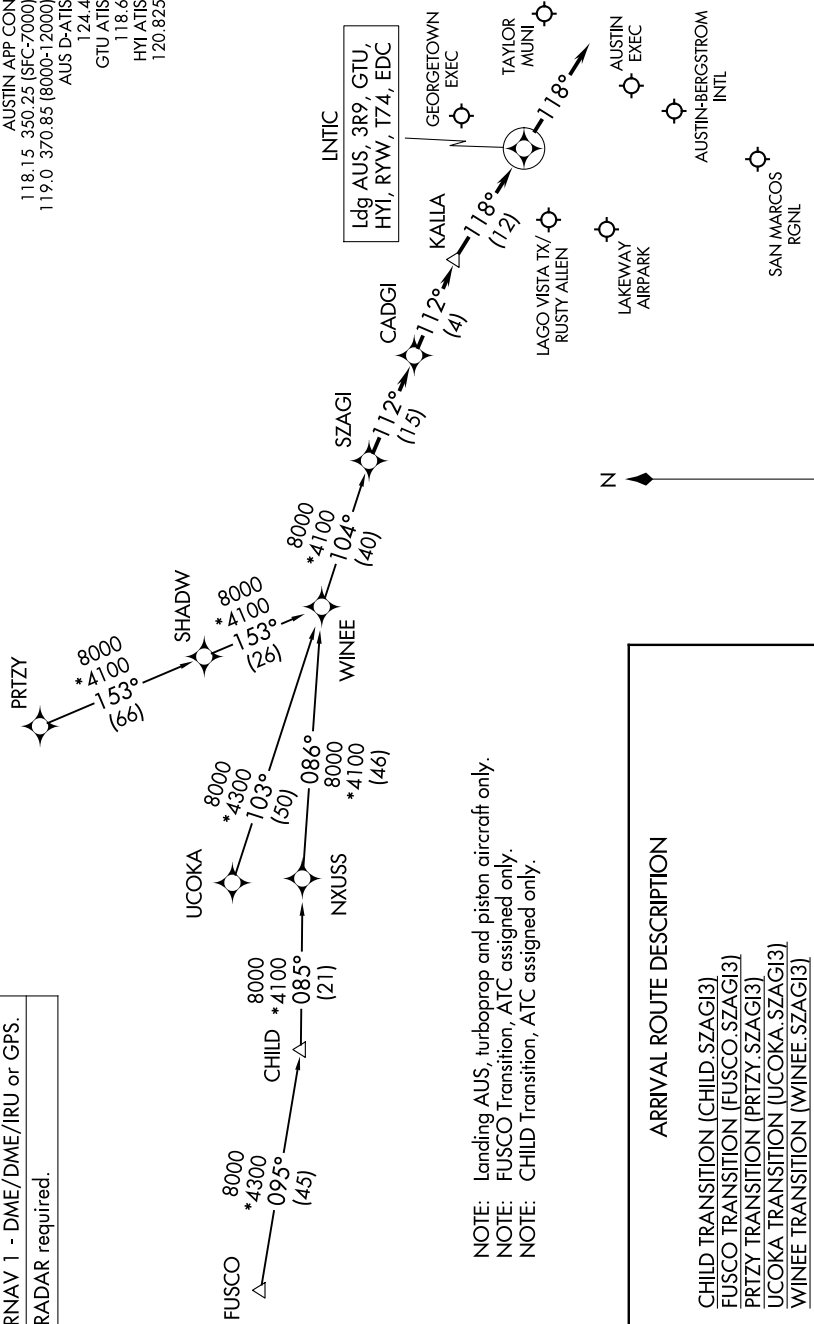 RNAV 1 - DME/DME/IRU or GPS.
RADAR required.
AUSTIN APP CON
118.15 350.25 (SFC-7000)
119.0 370.85 (8000-12000)
AUS D-ATIS
124.4
GTU ATIS
118.6
HYI ATIS
120.825
PRTZY
8000
*4100
153°
(66)
SHADW
8000
*4100
153°
(26)
UCOKA
8000
*4300
103°
(50)
WINEE
NXUSS
086°
8000
*4100
(46)
CHILD
8000
*4100
085°
(21)
FUSCO
8000
*4300
095°
(45)
8000
*4100
104°
(40)
SZAGI
112°
(15)
CADGI
112°
(4)
KALLA
118°
(12)
LNTIC
Ldg AUS, 3R9, GTU,
HYI, RYW, T74, EDC
118°
GEORGETOWN
EXEC
TAYLOR
MUNI
AUSTIN
EXEC
AUSTIN-BERGSTROM
INTL
LAGO VISTA TX/
RUSTY ALLEN
LAKEWAY
AIRPARK
SAN MARCOS
RGNL
N
NOTE: Landing AUS, turboprop and piston aircraft only.
NOTE: FUSCO Transition, ATC assigned only.
NOTE: CHILD Transition, ATC assigned only.
ARRIVAL ROUTE DESCRIPTION
CHILD TRANSITION (CHILD.SZAGI3)
FUSCO TRANSITION (FUSCO.SZAGI3)
PRTZY TRANSITION (PRTZY.SZAGI3)
UCOKA TRANSITION (UCOKA.SZAGI3)
WINEE TRANSITION (WINEE.SZAGI3)